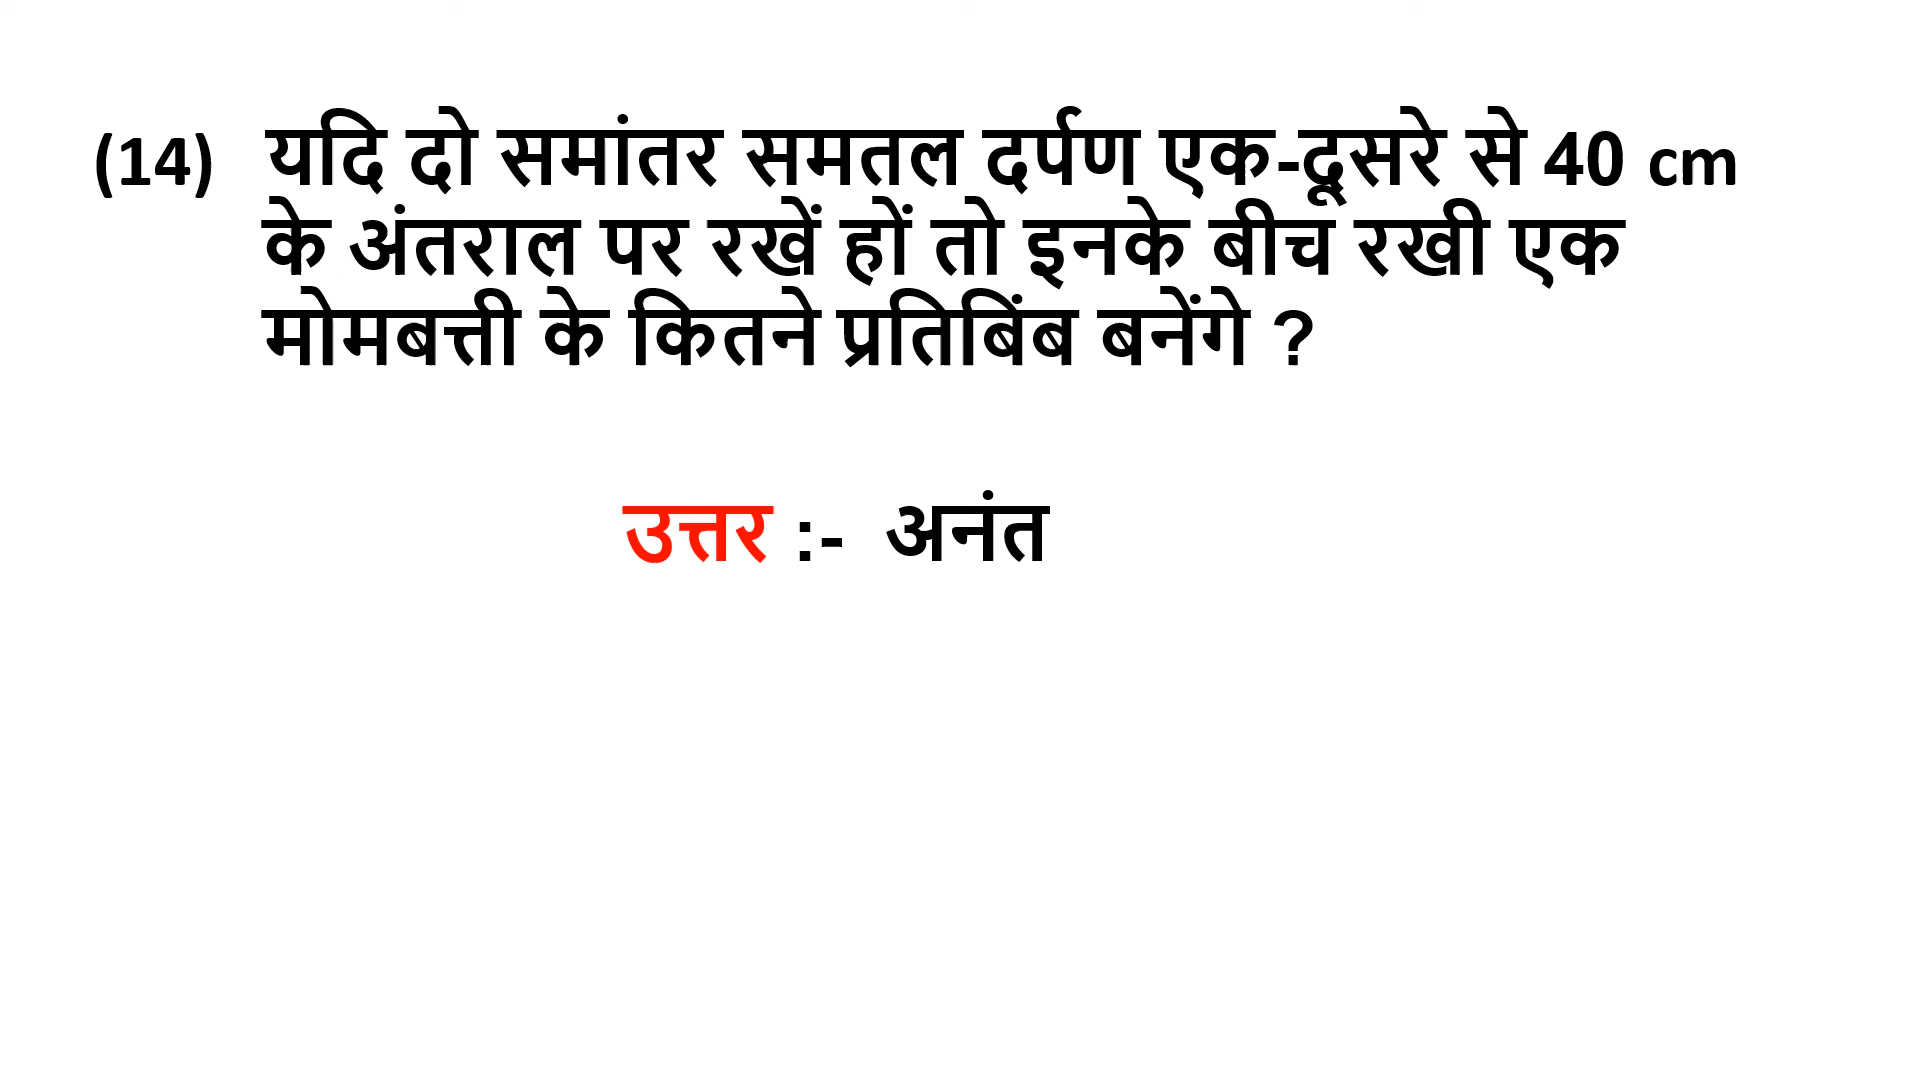 (14) यदि दो समांतर समतल दर्पण एक-दूसरे से 40 cm
के अंतराल पर रखें हों तो इनके बीच रखी एक
मोमबत्ती के कितने प्रतिबिंब बनेंगे ?
उत्तर :- अनंत